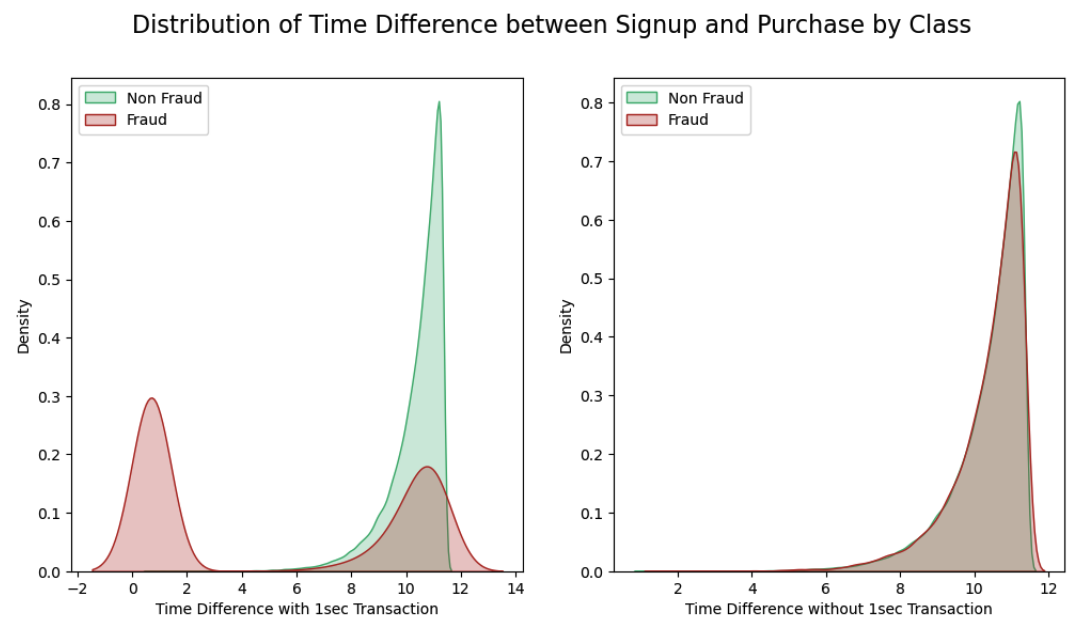 Distribution of Time Difference between Signup and Purchase by Class
Non Fraud
Fraud
0.8
0.7
0.6
0.5
0.4
0.3
0.2
0.1
0.0
Density
−2 0 2 4 6 8 10 12 14
Time Difference with 1sec Transaction
Non Fraud
Fraud
0.8
0.7
0.6
0.5
0.4
0.3
0.2
0.1
0.0
Density
2 4 6 8 10 12
Time Difference without 1sec Transaction